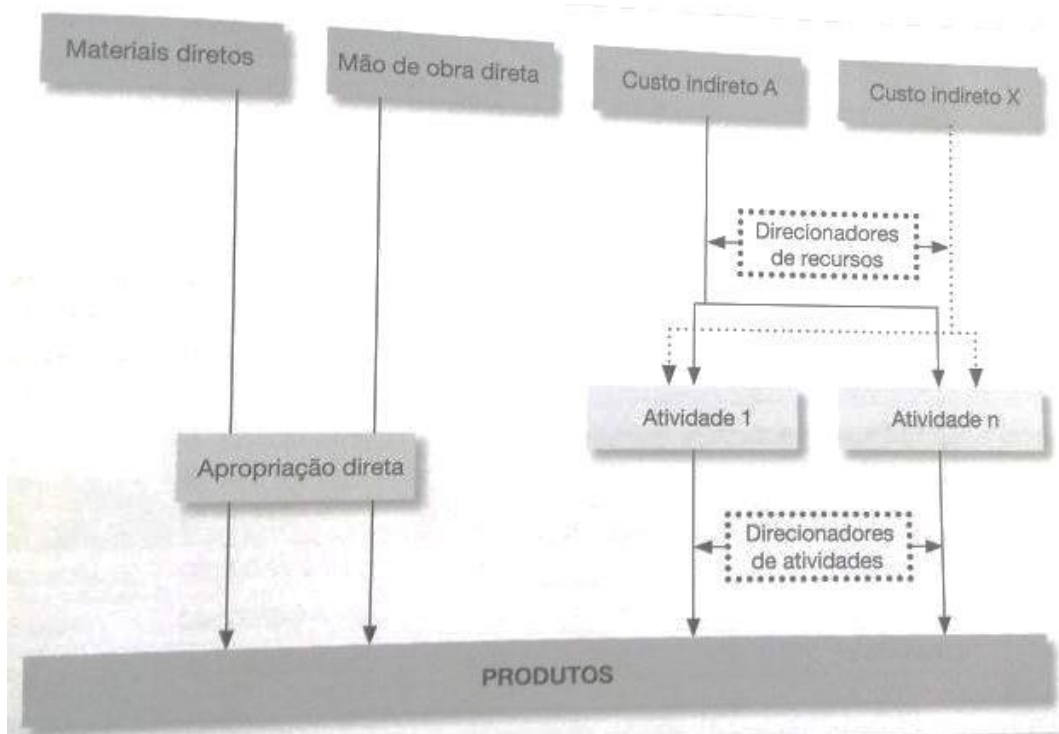 Materiais diretos
Mão de obra direta
Custo indireto A
Custo indireto X
Direcionadores
de recursos
Atividade 1
Atividade n
Apropriação direta
Direcionadores
de atividades
PRODUTOS